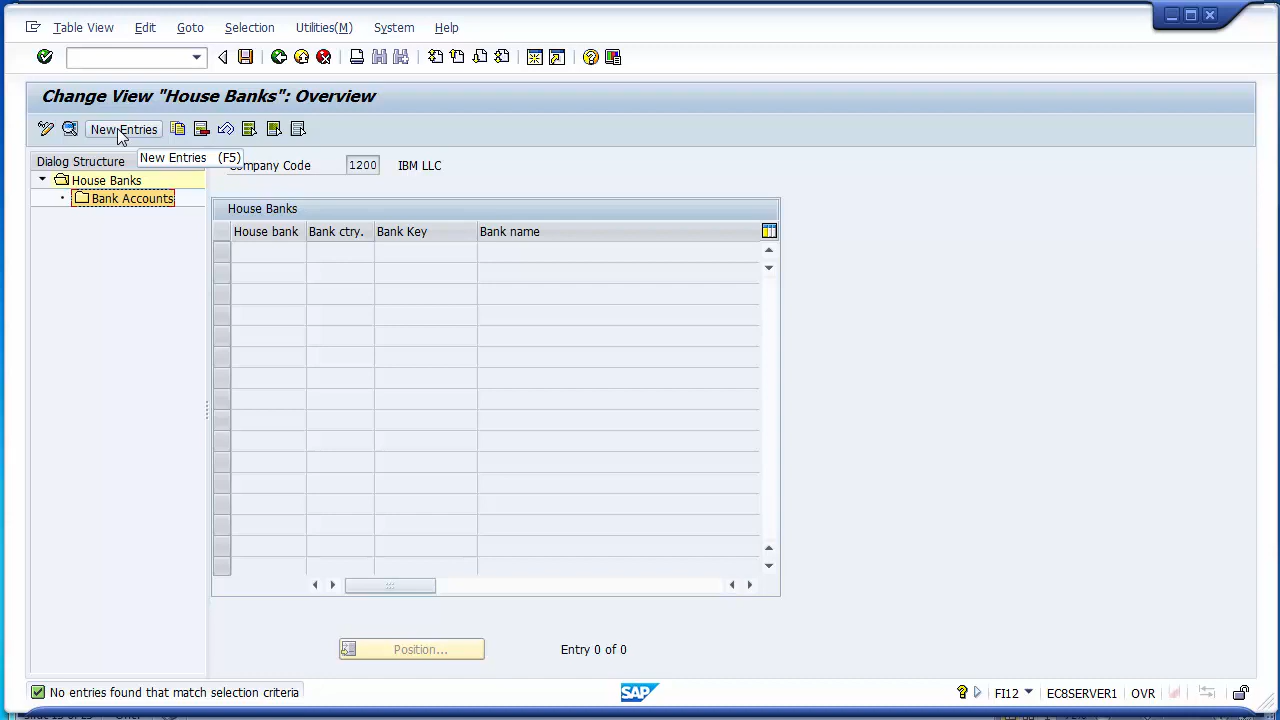 Table View Edit Goto Selection Utilities(M) System Help
Change View "House Banks": Overview
New Entries
New Entries (F5)
Dialog Structure
House Banks
Bank Accounts
ompany Code 1200 IBM LLC
House Banks
House bank Bank ctry. Bank Key Bank name
Position... Entry 0 of 0
No entries found that match selection criteria
SAP
FI12 EC8SERVER1 OVR